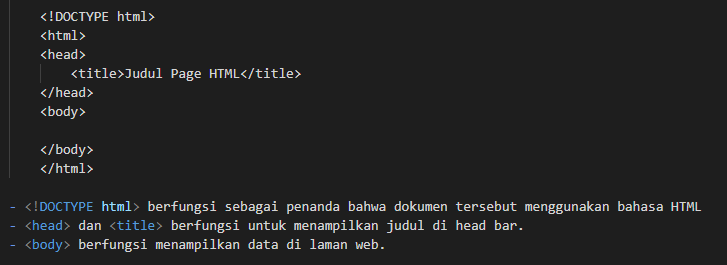 <!DOCTYPE html>
<html>
<head>
    <title>Judul Page HTML</title>
</head>
<body>

</body>
</html>

- <!DOCTYPE html> berfungsi sebagai penanda bahwa dokumen tersebut menggunakan bahasa HTML
- <head> dan <title> berfungsi untuk menampilkan judul di head bar.
- <body> berfungsi menampilkan data di laman web.